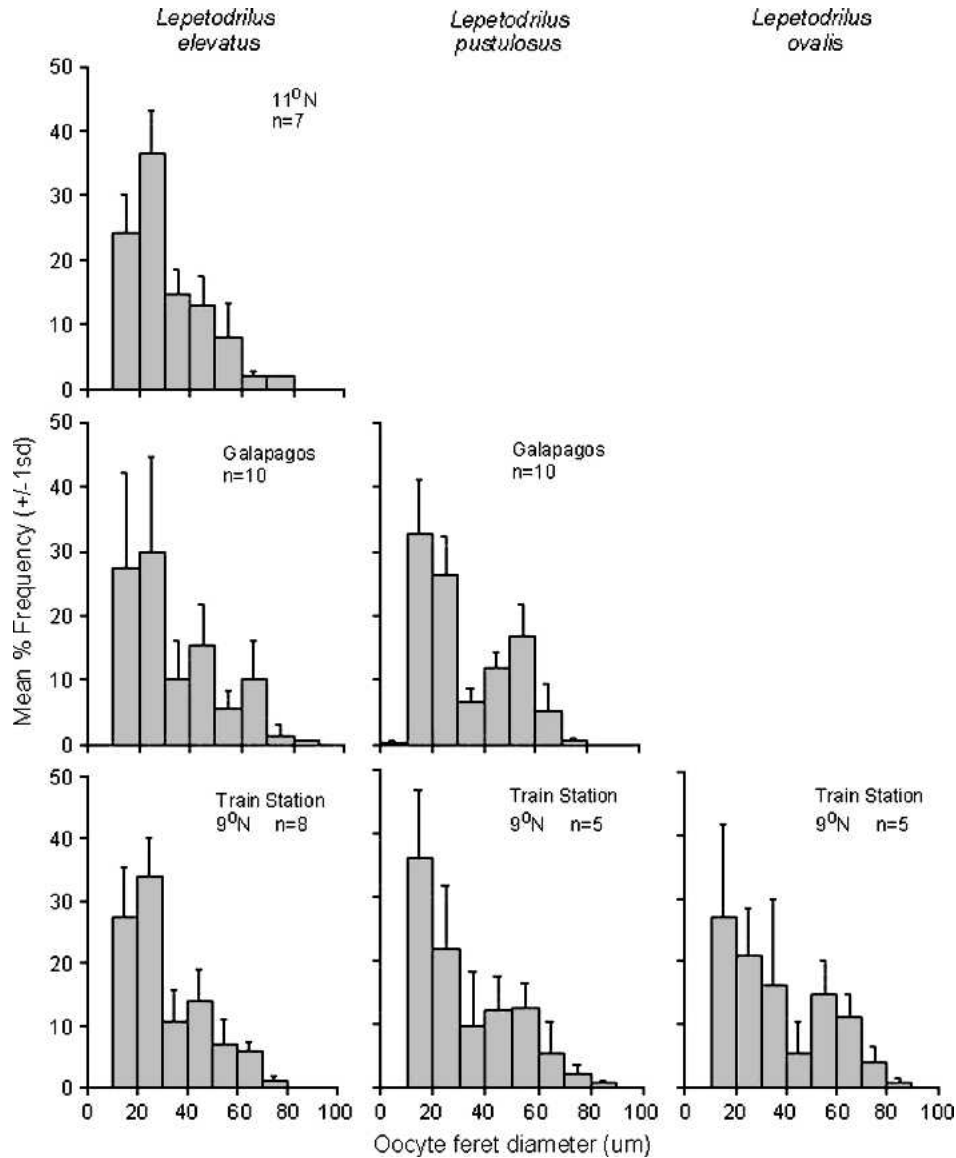 Lepetodrilus elevatus
Lepetodrilus pustulosus
Lepetodrilus ovalis
50
40
30
20
10
0
11⁰N
n=7
Mean % Frequency (+/-1sd)
50
40
30
20
10
0
Galapagos
n=10
Galapagos
n=10
50
40
30
20
10
0
Train Station
9⁰N n=8
Train Station
9⁰N n=5
Train Station
9⁰N n=5
0 20 40 60 80 100
20 40 60 80 100
20 40 60 80 100
Oocyte feret diameter (um)